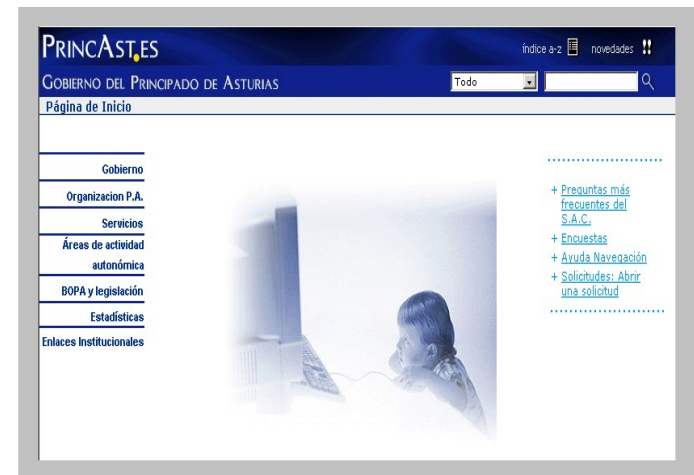 PRINCAST.ES
índice a-z novedades
GOBIERNO DEL PRINCIPADO DE ASTURIAS
Todo
Página de Inicio
Gobierno
Organizacion P.A.
Servicios
Áreas de actividad
autonómica
BOPA y legislación
Estadísticas
Enlaces Institucionales
+ Preguntas más
frecuentes del
S.A.C.
+ Encuestas
+ Ayuda Navegación
+ Solicitudes: Abrir
una solicitud